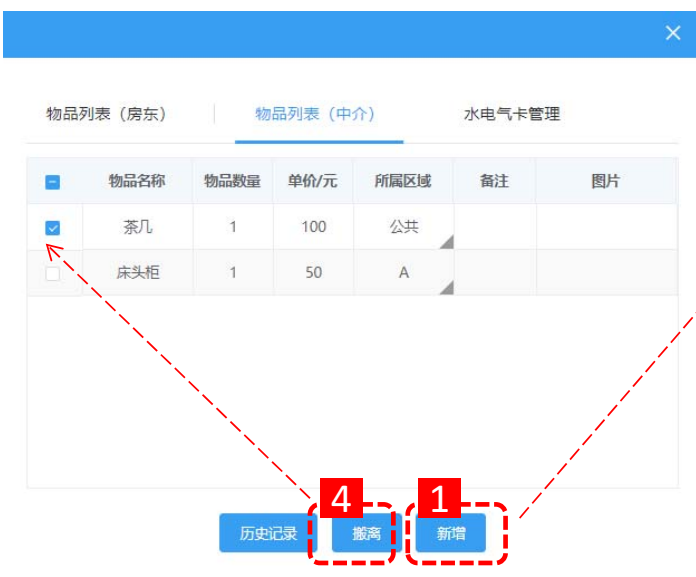 物品列表（房东） 物品列表（中介） 水电气卡管理
物品名称 物品数量 单价/元 所属区域 备注 图片
茶几 1 100 公共
床头柜 1 50 A
4 1
历史记录 搬离 新增